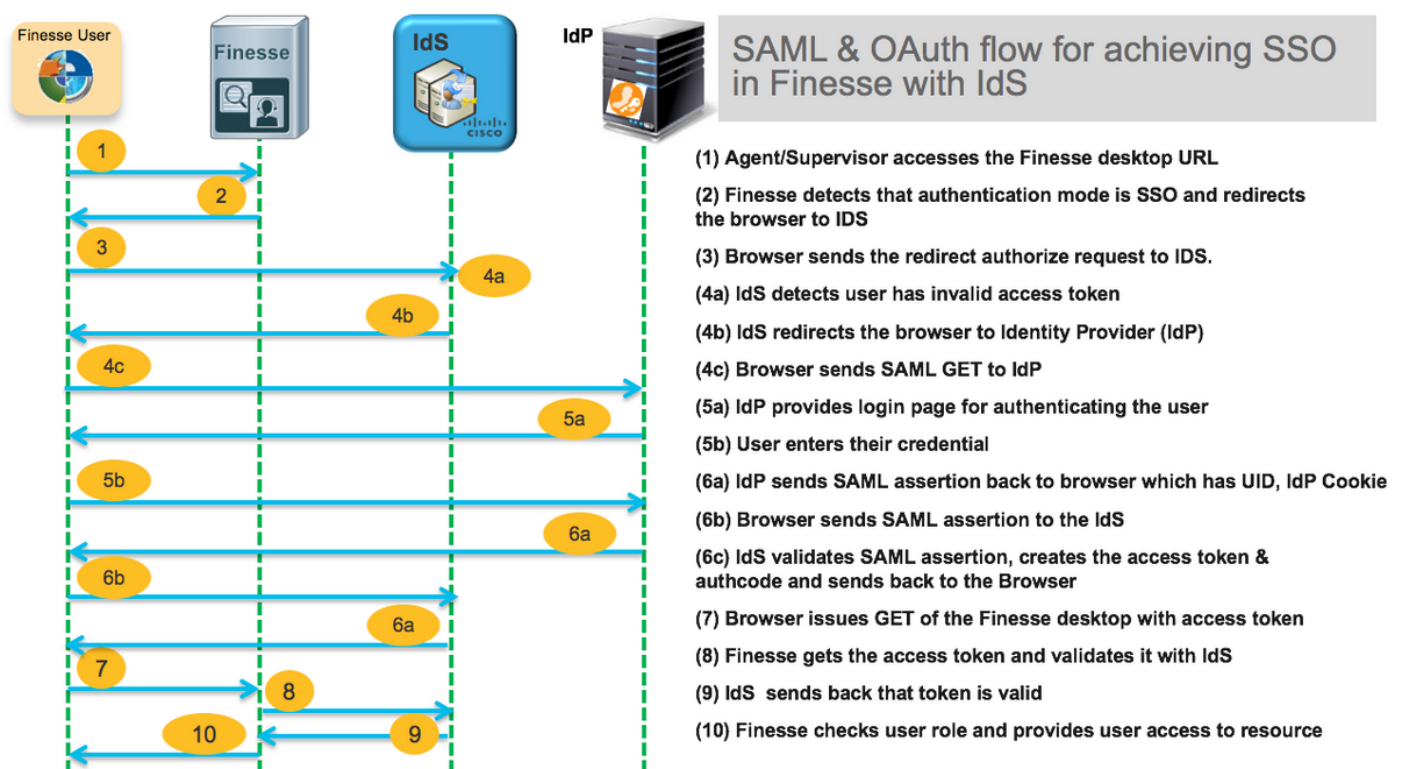 Finesse User
Finesse
IdS
CISCO
IdP
SAML & OAuth flow for achieving SSO
in Finesse with IdS
1
2
3
4a
4b
4c
5a
5b
6a
6b
6a
7
8
9
10
(1) Agent/Supervisor accesses the Finesse desktop URL
(2) Finesse detects that authentication mode is SSO and redirects
the browser to IDS
(3) Browser sends the redirect authorize request to IDS.
(4a) IdS detects user has invalid access token
(4b) IdS redirects the browser to Identity Provider (IdP)
(4c) Browser sends SAML GET to IdP
(5a) IdP provides login page for authenticating the user
(5b) User enters their credential
(6a) IdP sends SAML assertion back to browser which has UID, IdP Cookie
(6b) Browser sends SAML assertion to the IdS
(6c) IdS validates SAML assertion, creates the access token &
authcode and sends back to the Browser
(7) Browser issues GET of the Finesse desktop with access token
(8) Finesse gets the access token and validates it with IdS
(9) IdS  sends back that token is valid
(10) Finesse checks user role and provides user access to resource